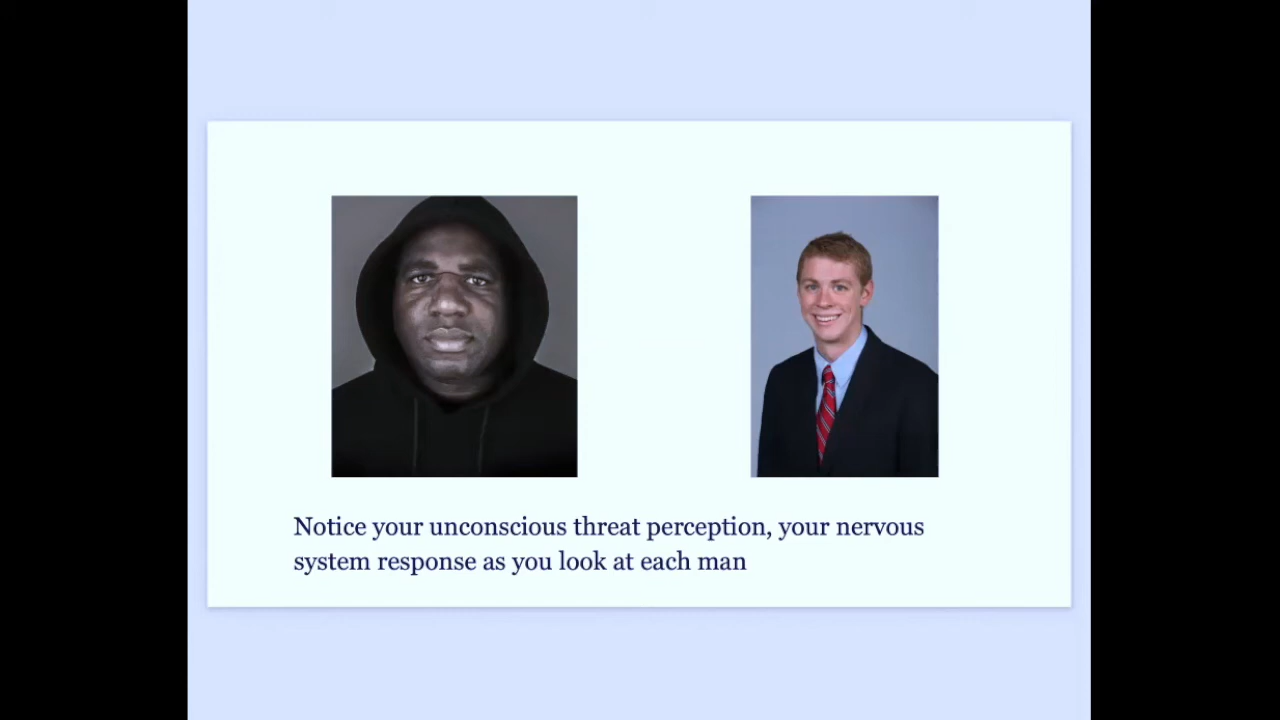 Notice your unconscious threat perception, your nervous
system response as you look at each man